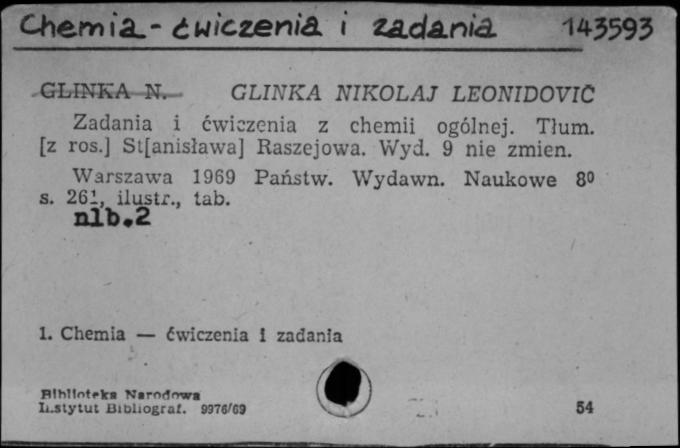 Chemia - ćwiczenia i zadania 143593
GLINKA N. GLINKA NIKOLAJ LEONIDOVIČ
Zadania i ćwiczenia z chemii ogólnej. Tłum.
[z ros.] St[anisława] Raszejowa. Wyd. 9 nie zmien.
Warszawa 1969 Państw. Wydawn. Naukowe 8º
s. 261, ilustr., tab.
nlb.2
1. Chemia — ćwiczenia i zadania
Biblioteka Narodowa
Instytut Bibliograf. 9976/69 54